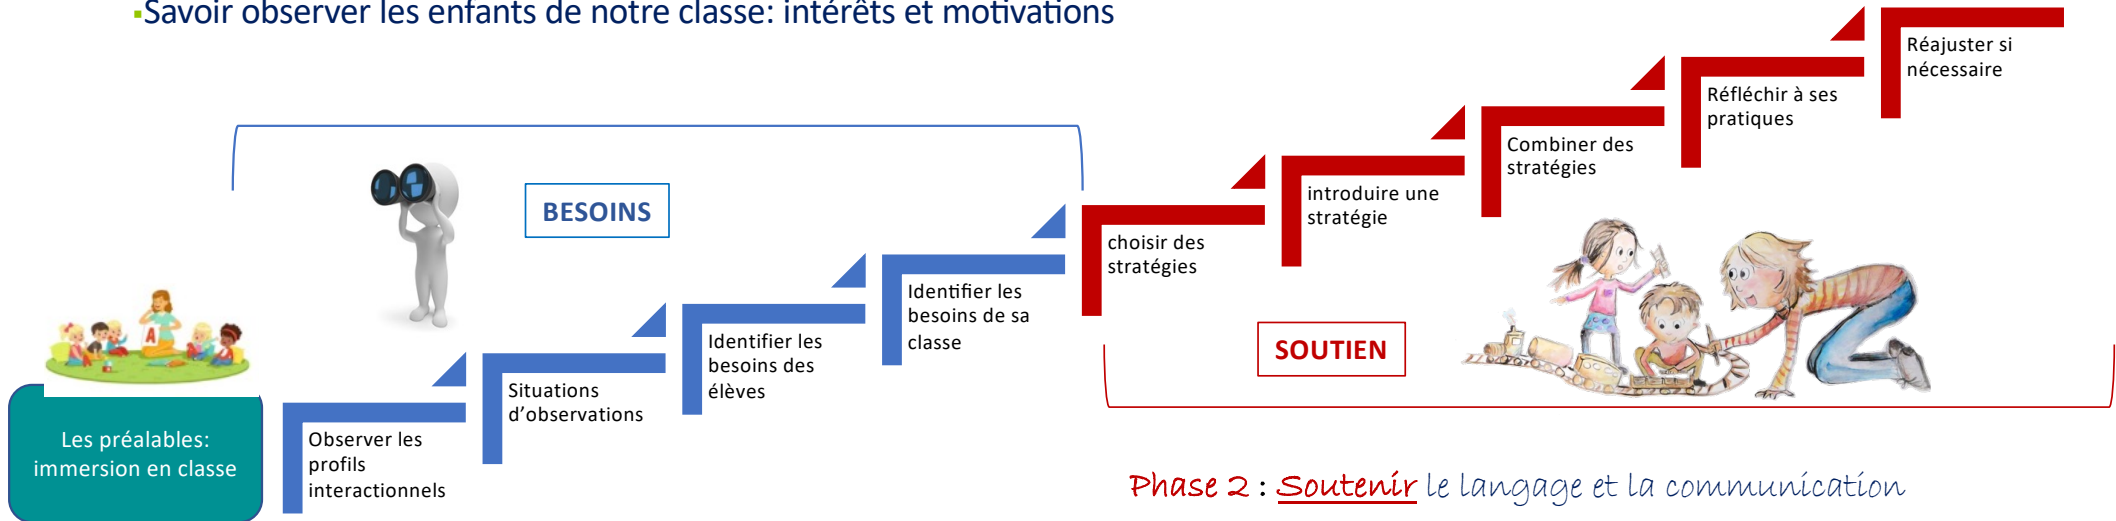 ▪Savoir observer les enfants de notre classe: intérêts et motivations
BESOINS
Les préalables:
immersion en classe
Observer les
profils
interactionnels
Situations
d’observations
Identifier les
besoins des
élèves
Identifier les
besoins de sa
classe
choisir des
stratégies
introduire une
stratégie
Combiner des
stratégies
Réfléchir à ses
pratiques
Réajuster si
nécessaire
SOUTIEN
A
Phase 2 : Soutenir le langage et la communication